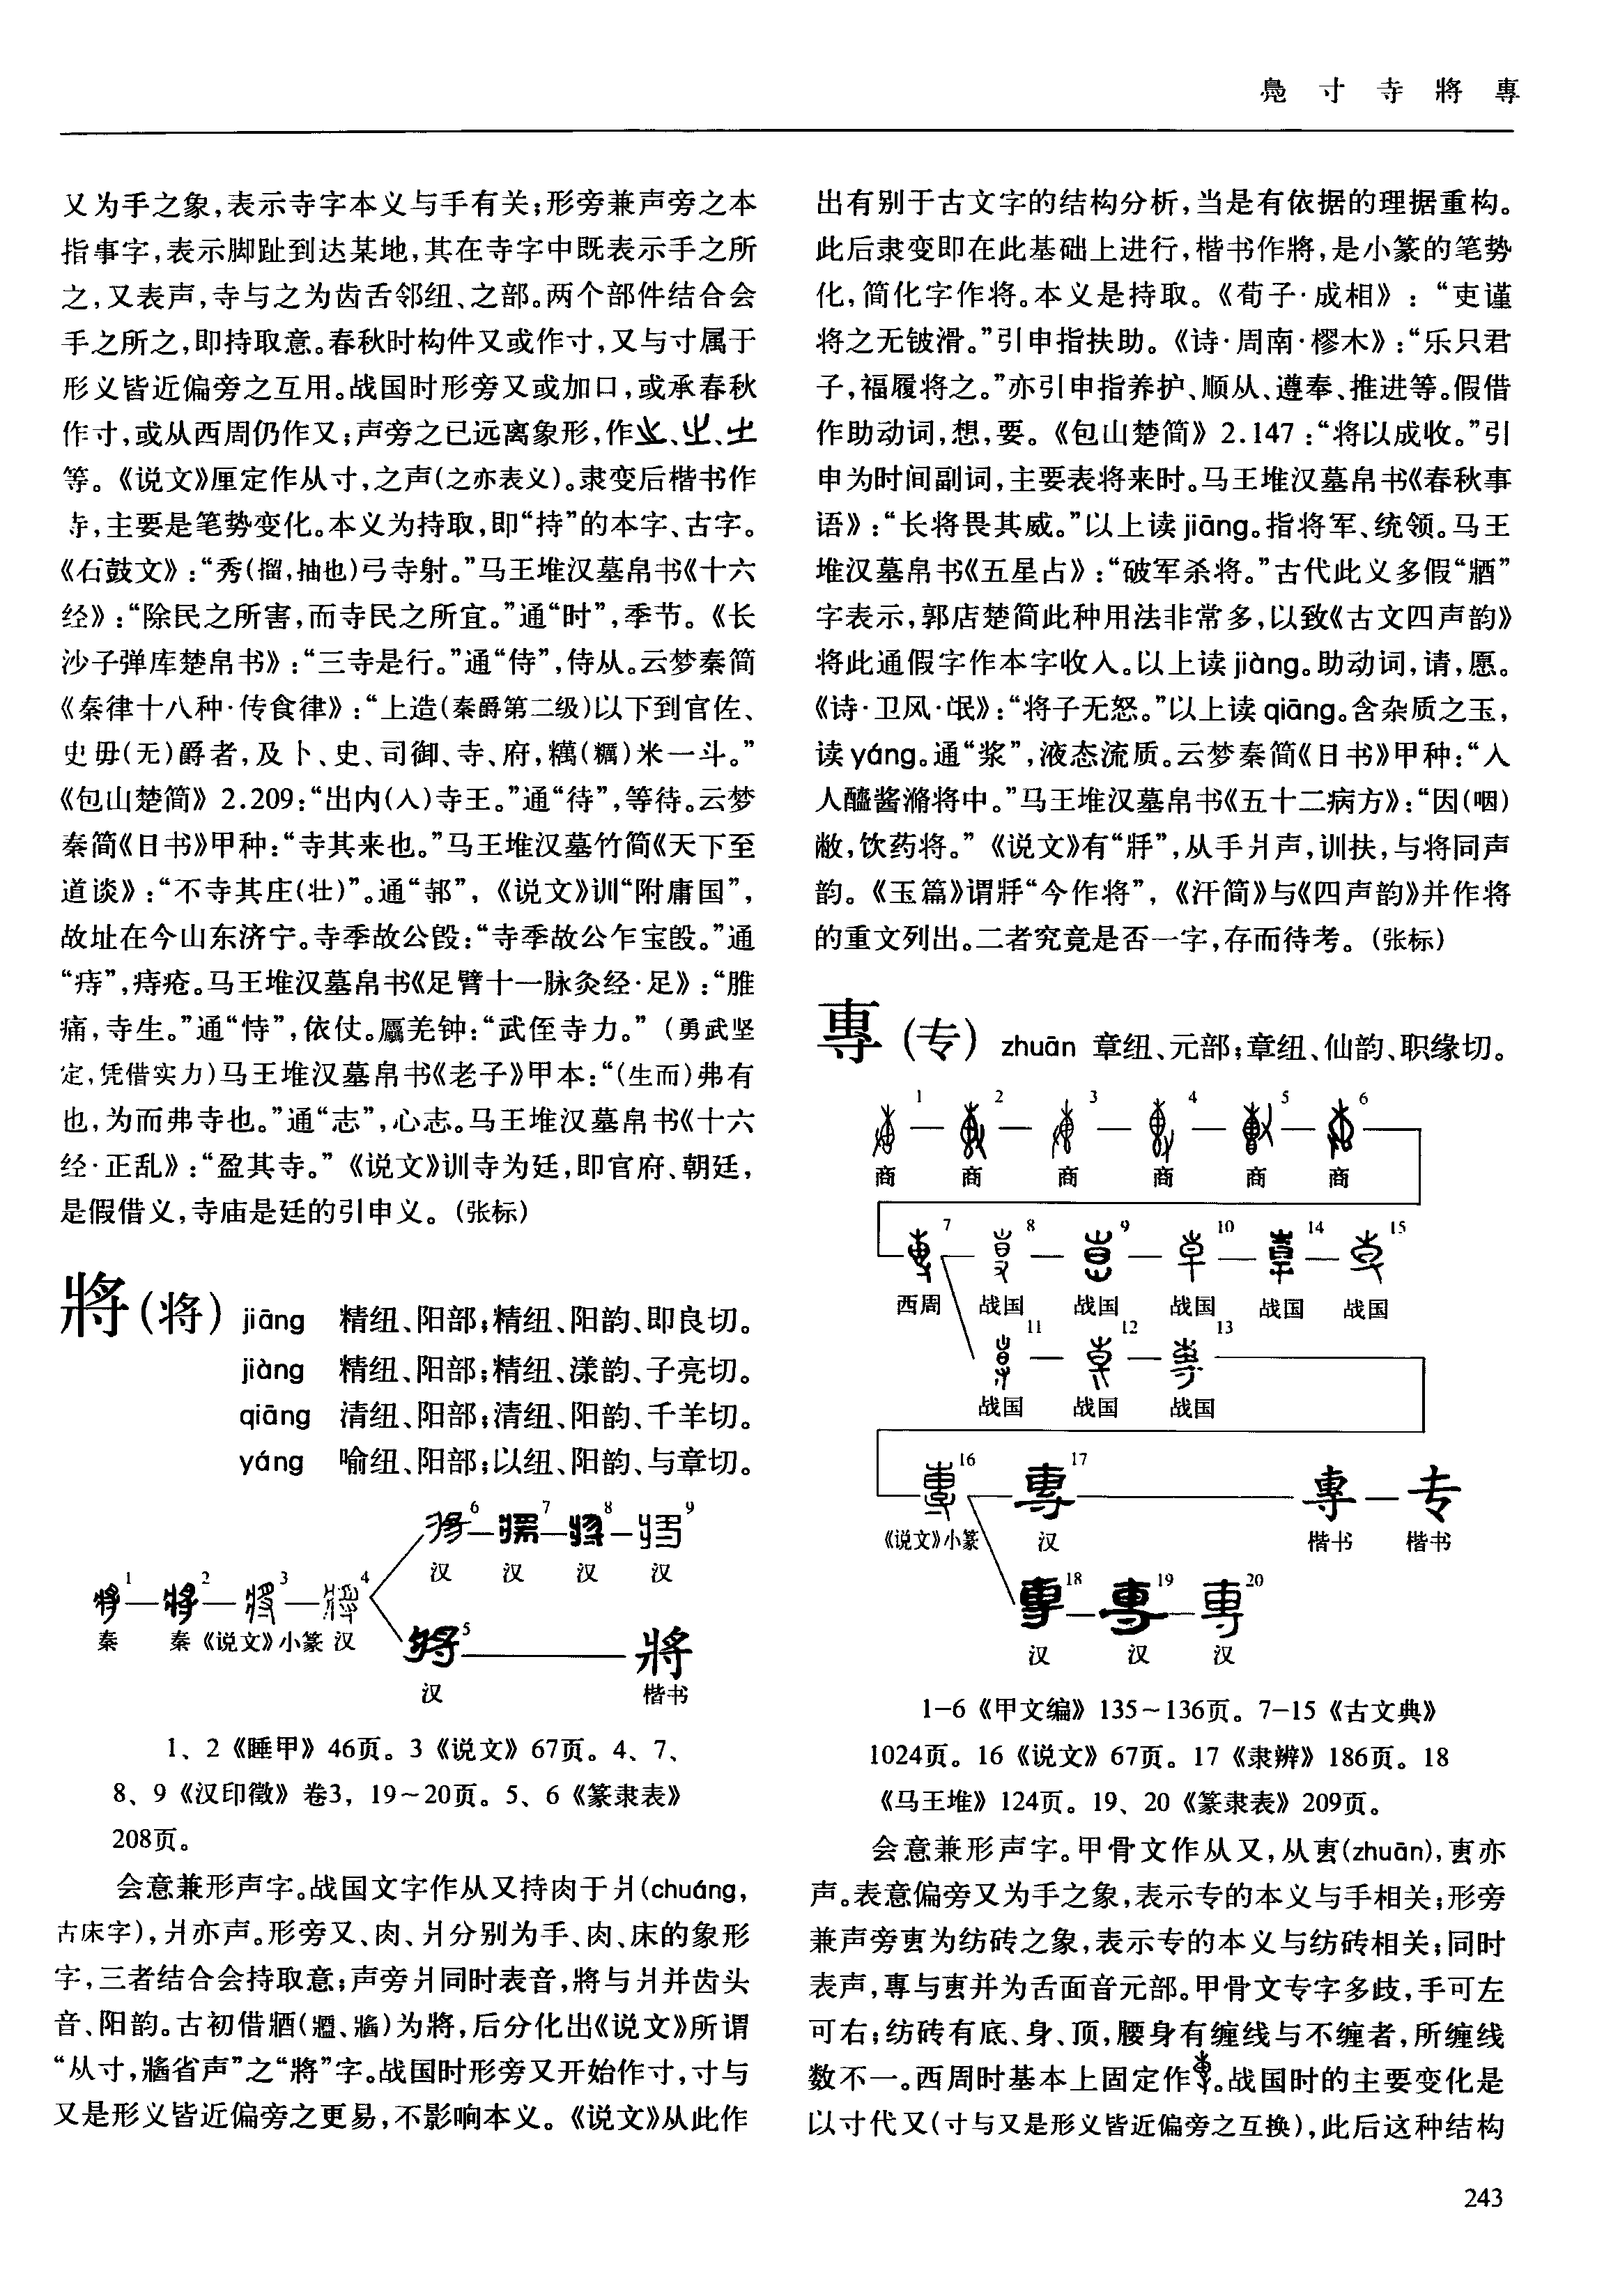 鳧 寸 寺 將 專
又为手之象,表示寺字本义与手有关;形旁兼声旁之本
指事字,表示脚趾到达某地,其在寺字中既表示手之所
之,又表声,寺与之为齿舌邻纽、之部。两个部件结合会
手之所之,即持取意。春秋时构件又或作寸,又与寸属于
形义皆近偏旁之互用。战国时形旁又或加口,或承春秋
作寸,或从西周仍作又;声旁之已远离象形,作
等。《说文》厘定作从寸,之声(之亦表义)。隶变后楷书作
寺,主要是笔势变化。本义为持取,即“持”的本字、古字。
《石鼓文》:“秀(摺,抽也)弓寺射。”马王堆汉墓帛书《十六
经》:“除民之所害,而寺民之所宜。”通“时”,季节。《长
沙子弹库楚帛书》:“三寺是行。”通“侍”,侍从。云梦秦简
《秦律十八种·传食律》:“上造(秦爵第二级)以下到官佐、
史毋(无)爵者,及卜、史、司御、寺、府,糲(糲)米一斗。”
《包山楚简》2.209:“出内(入)寺王。”通“待”,等待。云梦
秦简《日书》甲种:“寺其来也。”马王堆汉墓竹简《天下至
道谈》:“不寺其庄(壮)”。通“邿”,《说文》训“附庸国”,
故址在今山东济宁。寺季故公𣪘:“寺季故公乍宝𣪘。”通
“痔”,痔疮。马王堆汉墓帛书《足臂十一脉灸经·足》:“脽
痛,寺生。”通“恃”,依仗。屭羌钟:“武侄寺力。”(勇武坚
定,凭借实力)马王堆汉墓帛书《老子》甲本:“(生而)弗有
也,为而弗寺也。”通“志”,心志。马王堆汉墓帛书《十六
经·正乱》:“盈其寺。”《说文》训寺为廷,即官府、朝廷,
是假借义,寺庙是廷的引申义。(张标)
將(将) jiāng 精纽、阳部;精纽、阳韵、即良切。
jiàng 精纽、阳部;精纽、漾韵、子亮切。
qiāng 清纽、阳部;清纽、阳韵、千羊切。
yáng 喻纽、阳部;以纽、阳韵、与章切。
6 7 8 9
汉 汉 汉 汉
1 2 3 4
秦 秦 《说文》小篆 汉
5 將
汉 楷书
1、2《睡甲》46页。3《说文》67页。4、7、
8、9《汉印徵》卷3,19~20页。5、6《篆隶表》
208页。
会意兼形声字。战国文字作从又持肉于爿(chuáng,
古床字),爿亦声。形旁又、肉、爿分别为手、肉、床的象形
字,三者结合会持取意;声旁爿同时表音,將与爿并齿头
音、阳韵。古初借酒()为將,后分化出《说文》所谓
“从寸,牆省声”之“將”字。战国时形旁又开始作寸,寸与
又是形义皆近偏旁之更易,不影响本义。《说文》从此作
出有别于古文字的结构分析,当是有依据的理据重构。
此后隶变即在此基础上进行,楷书作將,是小篆的笔势
化,简化字作将。本义是持取。《荀子·成相》:“吏谨
将之无铍滑。”引申指扶助。《诗·周南·樛木》:“乐只君
子,福履将之。”亦引申指养护、顺从、遵奉、推进等。假借
作助动词,想,要。《包山楚简》2.147:“将以成收。”引
申为时间副词,主要表将来时。马王堆汉墓帛书《春秋事
语》:“长将畏其威。”以上读jiāng。指将军、统领。马王
堆汉墓帛书《五星占》:“破军杀将。”古代此义多假“𨟻”
字表示,郭店楚简此种用法非常多,以致《古文四声韵》
将此通假字作本字收入。以上读jiàng。助动词,请,愿。
《诗·卫风·氓》:“将子无怒。”以上读qiāng。含杂质之玉,
读yáng。通“浆”,液态流质。云梦秦简《日书》甲种:“入
人醯酱滫将中。”马王堆汉墓帛书《五十二病方》:“因(咽)
敝,饮药将。”《说文》有“𢪇”,从手爿声,训扶,与将同声
韵。《玉篇》谓𢪇“今作将”,《汗简》与《四声韵》并作将
的重文列出。二者究竟是否一字,存而待考。(张标)
專(专) zhuān 章纽、元部;章纽、仙韵、职缘切。
1 2 3 4 5 6
商 商 商 商 商 商
7 8 9 10 14 15
西周 战国 战国 战国 战国 战国
11 12 13
战国 战国 战国
16 17 専 专
《说文》小篆 汉 楷书 楷书
18 19 20
汉 汉 汉
1-6《甲文编》135~136页。7-15《古文典》
1024页。16《说文》67页。17《隶辨》186页。18
《马王堆》124页。19、20《篆隶表》209页。
会意兼形声字。甲骨文作从又,从叀(zhuān),叀亦
声。表意偏旁又为手之象,表示专的本义与手相关;形旁
兼声旁叀为纺砖之象,表示专的本义与纺砖相关;同时
表声,專与叀并为舌面音元部。甲骨文专字多歧,手可左
可右;纺砖有底、身、顶,腰身有缠线与不缠者,所缠线
数不一。西周时基本上固定作。战国时的主要变化是
以寸代又(寸与又是形义皆近偏旁之互换),此后这种结构
243